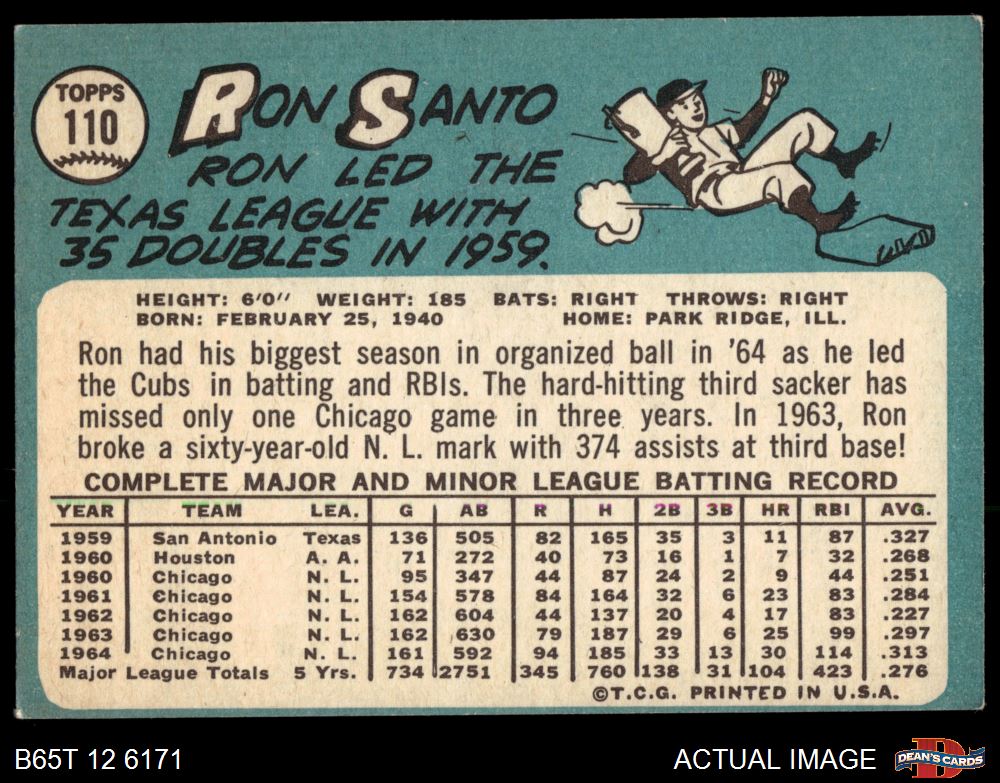 TOPPS
110
RON SANTO
RON LED THE
TEXAS LEAGUE WITH
35 DOUBLES IN 1959.
HEIGHT: 6'0" WEIGHT: 185 BATS: RIGHT THROWS: RIGHT
BORN: FEBRUARY 25, 1940 HOME: PARK RIDGE, ILL.
Ron had his biggest season in organized ball in '64 as he led
the Cubs in batting and RBIs. The hard-hitting third sacker has
missed only one Chicago game in three years. In 1963, Ron
broke a sixty-year-old N. L. mark with 374 assists at third base!
COMPLETE MAJOR AND MINOR LEAGUE BATTING RECORD
YEAR TEAM LEA. G AB R H 2B 3B HR RBI AVG.
1959 San Antonio Texas 136 505 82 165 35 3 11 87 .327
1960 Houston A. A. 71 272 40 73 16 1 7 32 .268
1960 Chicago N. L. 95 347 44 87 24 2 9 44 .251
1961 Chicago N. L. 154 578 84 164 32 6 23 83 .284
1962 Chicago N. L. 162 604 44 137 20 4 17 83 .227
1963 Chicago N. L. 162 630 79 187 29 6 25 99 .297
1964 Chicago N. L. 161 592 94 185 33 13 30 114 .313
Major League Totals 5 Yrs. 734 2751 345 760 138 31 104 423 .276
©T.C.G. PRINTED IN U.S.A.
B65T 12 6171 ACTUAL IMAGE
D
DEAN'S CARDS